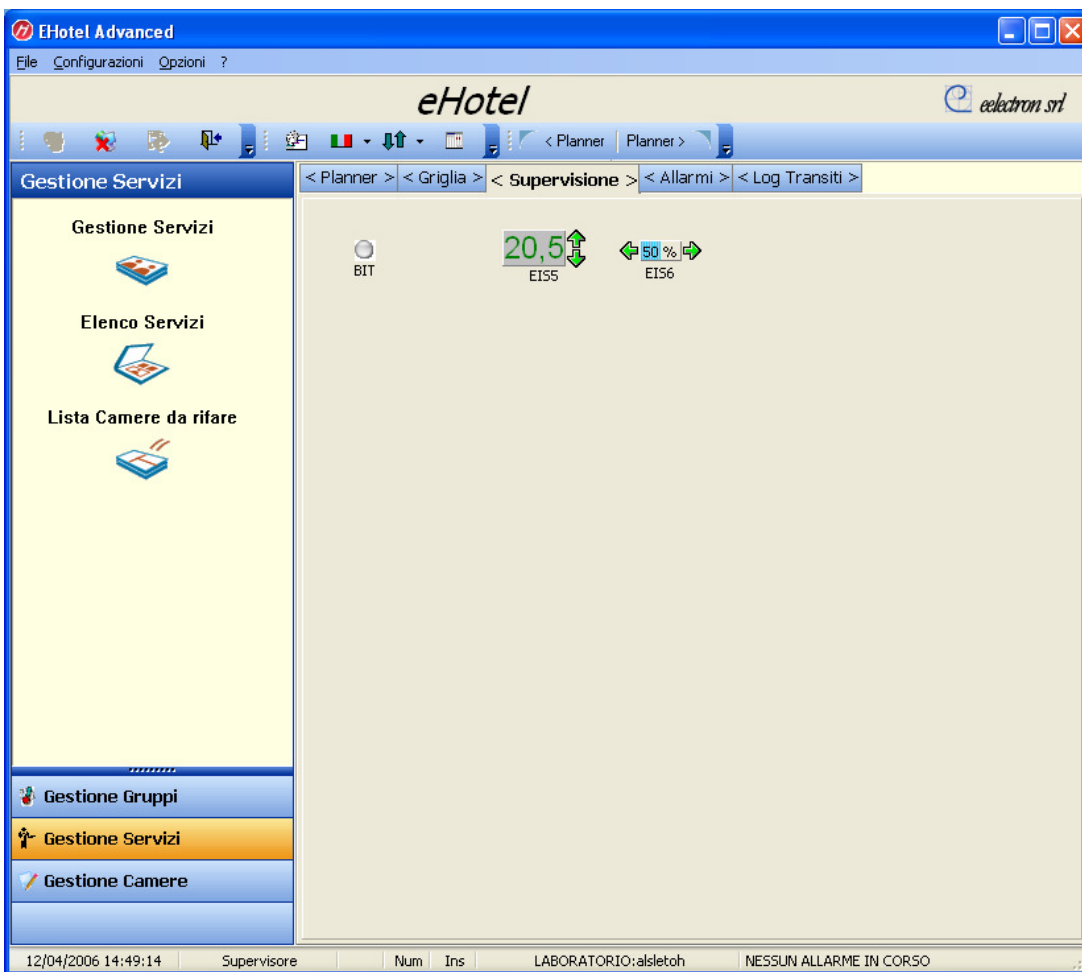 EHotel Advanced
File Configurazioni Opzioni ?
eHotel
eelectron srl
< Planner Planner >
Gestione Servizi
< Planner > < Griglia > < Supervisione > < Allarmi > < Log Transiti >
Gestione Servizi
Elenco Servizi
Lista Camere da rifare
BIT
20,5
EIS5
50 %
EIS6
Gestione Gruppi
Gestione Servizi
Gestione Camere
12/04/2006 14:49:14 Supervisore Num Ins LABORATORIO:alsletoh NESSUN ALLARME IN CORSO